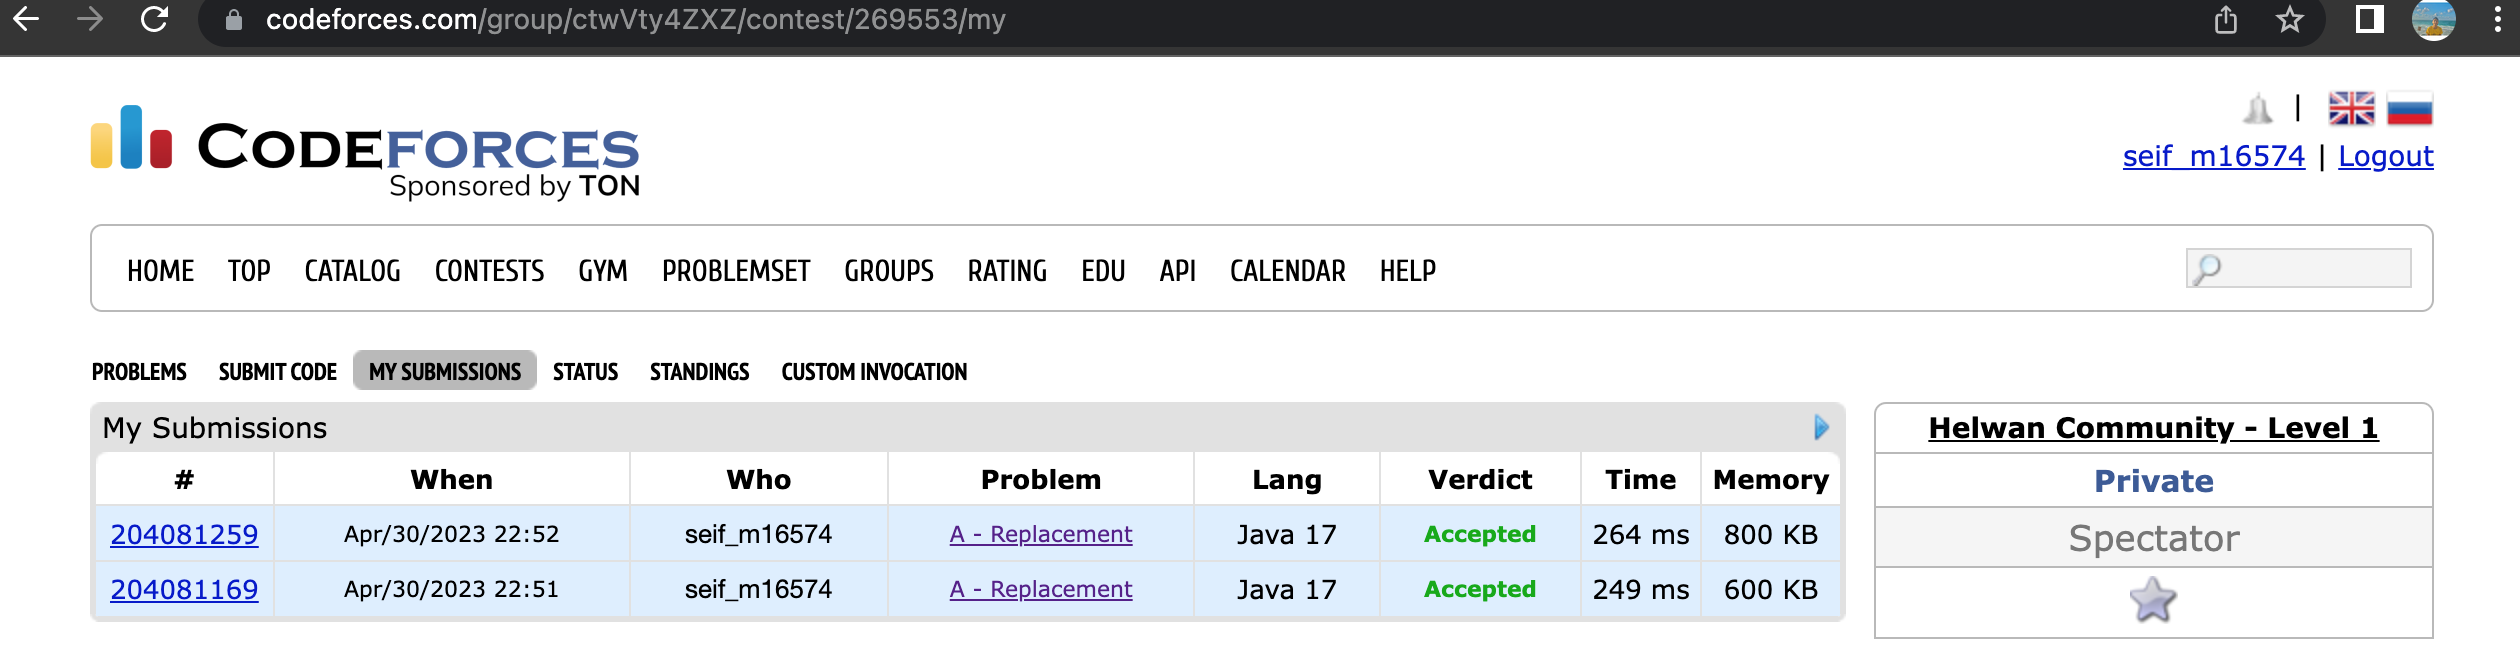 codeforces.com/group/ctwVty4ZXZ/contest/269553/my
|
CODEFORCES
Sponsored by TON
seif_m16574 | Logout
HOME TOP CATALOG CONTESTS GYM PROBLEMSET GROUPS RATING EDU API CALENDAR HELP
PROBLEMS SUBMIT CODE MY SUBMISSIONS STATUS STANDINGS CUSTOM INVOCATION
My Submissions
# When Who Problem Lang Verdict Time Memory
204081259 Apr/30/2023 22:52 seif_m16574 A - Replacement Java 17 Accepted 264 ms 800 KB
204081169 Apr/30/2023 22:51 seif_m16574 A - Replacement Java 17 Accepted 249 ms 600 KB
Helwan Community - Level 1
Private
Spectator